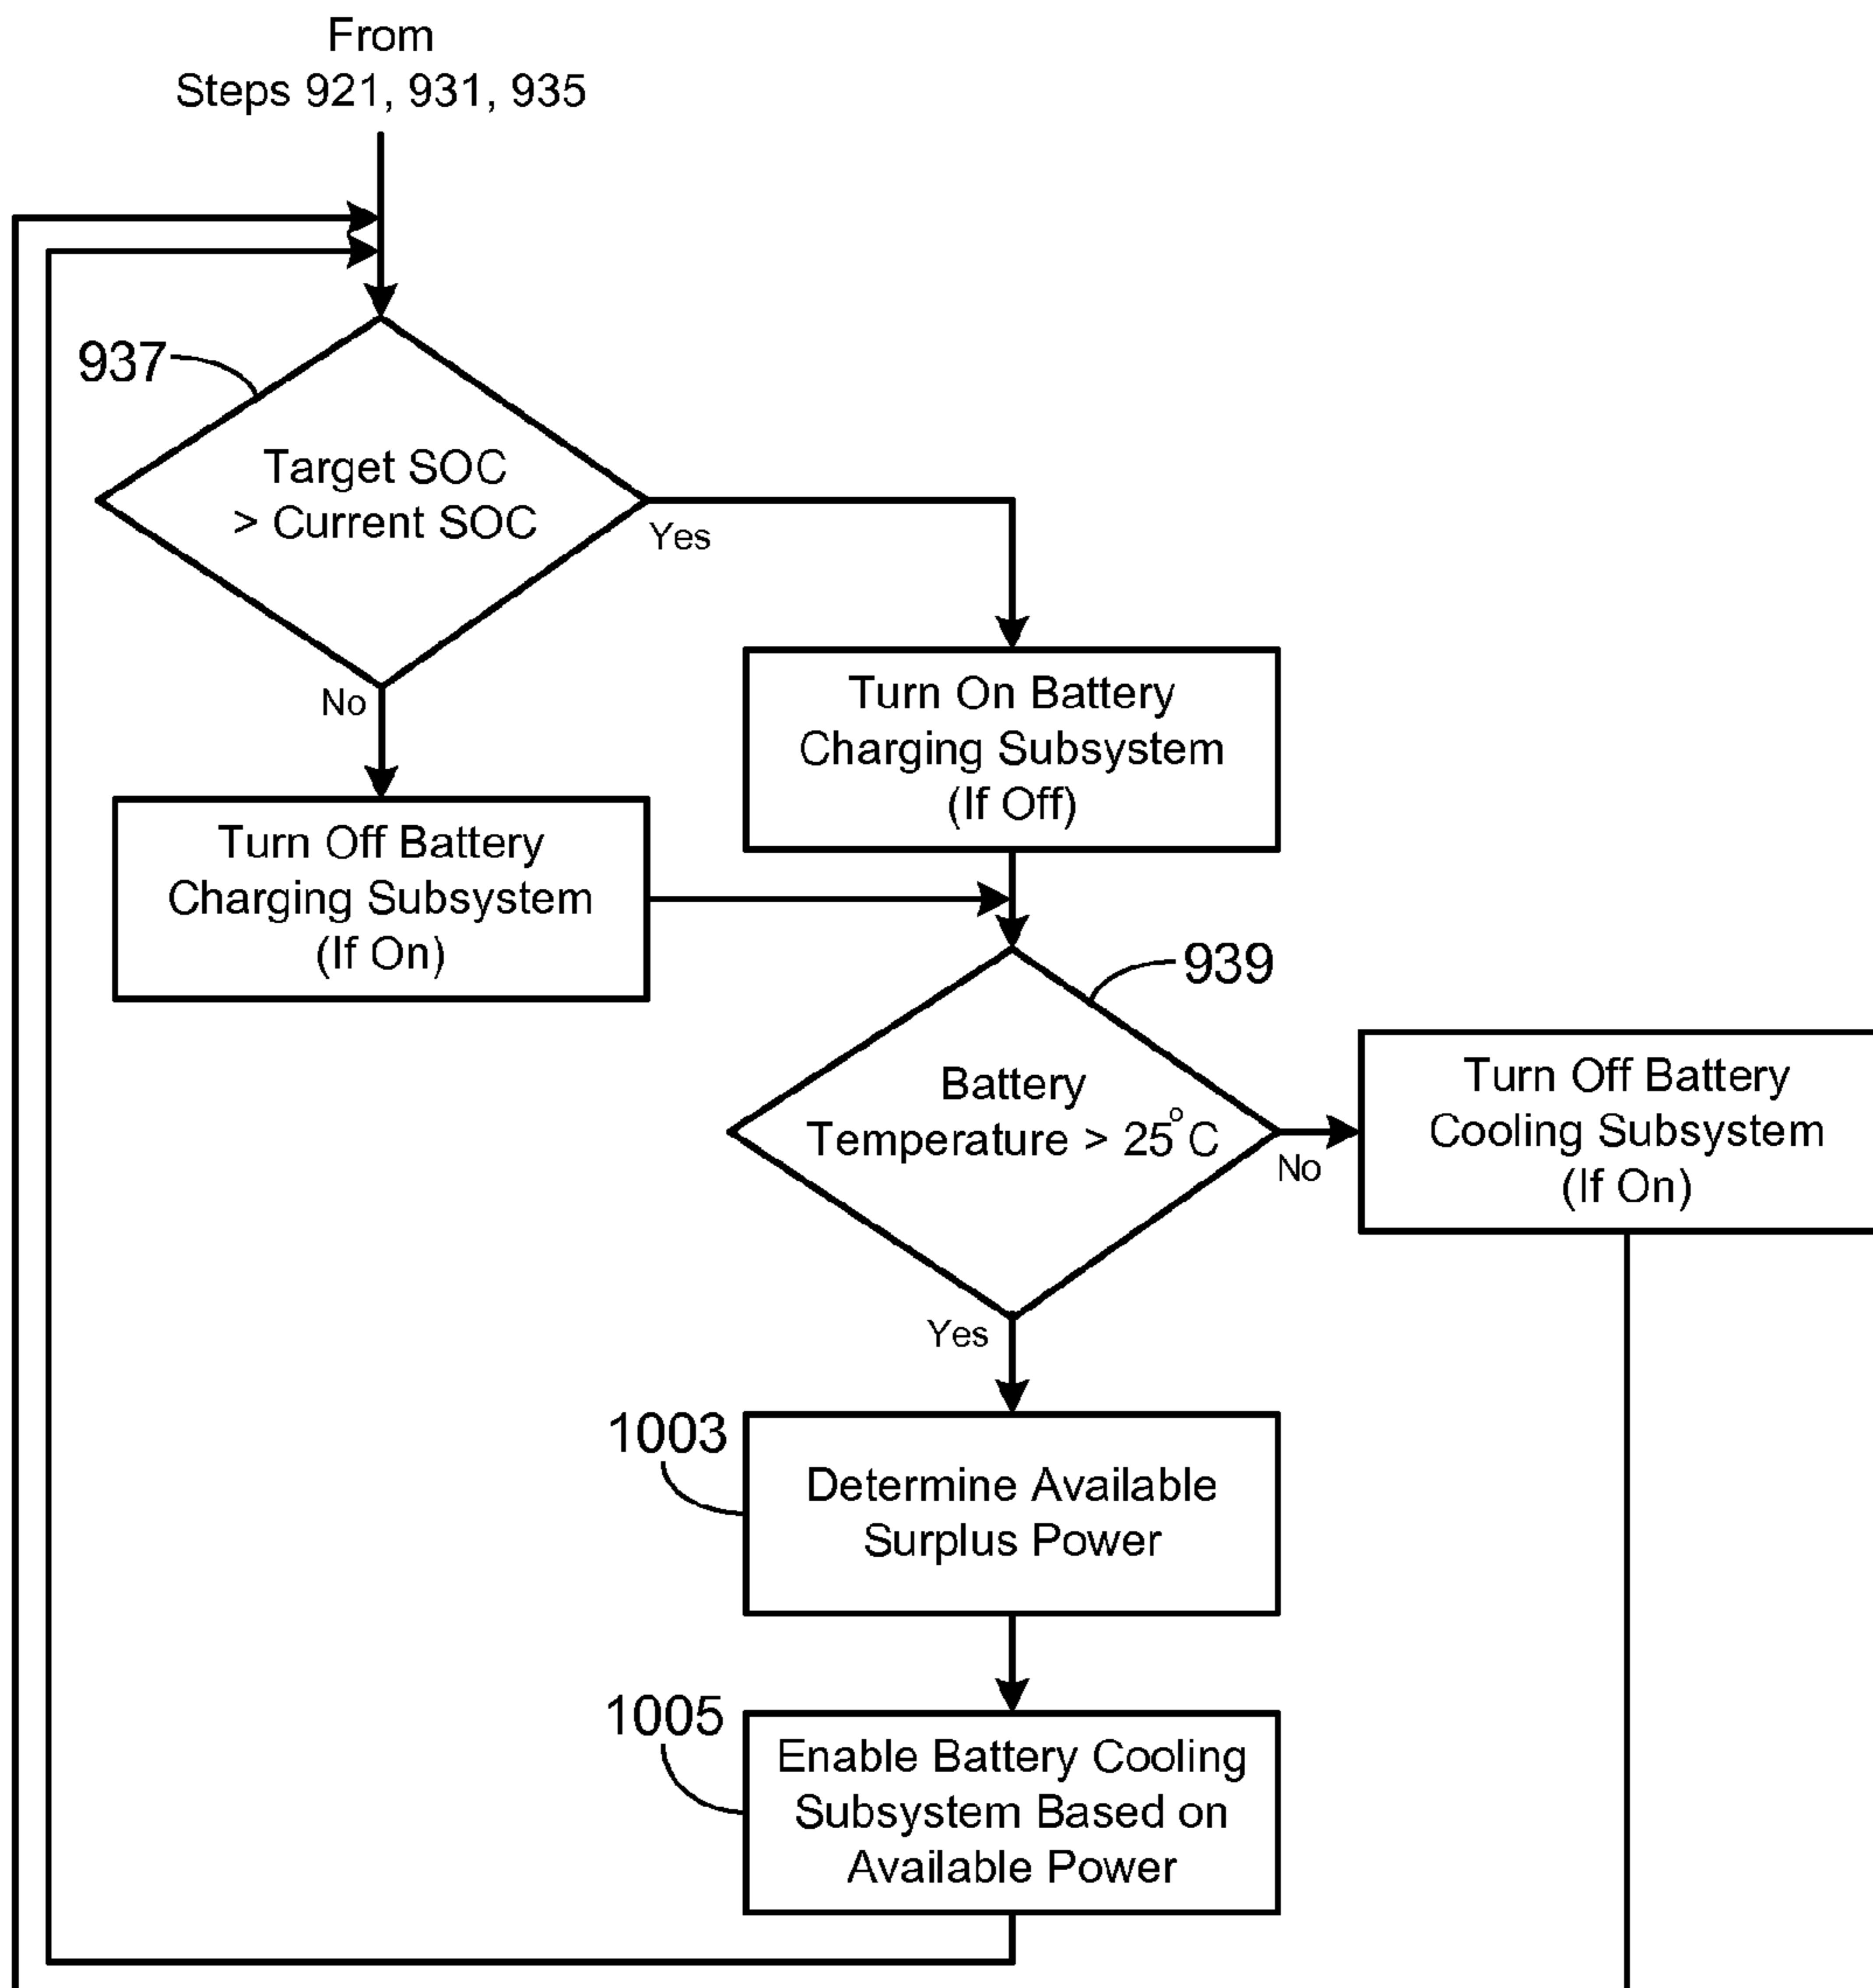 From
Steps 921, 931, 935
937
Target SOC
> Current SOC
Yes
No
Turn On Battery
Charging Subsystem
(If Off)
Turn Off Battery
Charging Subsystem
(If On)
939
Battery
Temperature > 25°C
No
Turn Off Battery
Cooling Subsystem
(If On)
Yes
1003
Determine Available
Surplus Power
1005
Enable Battery Cooling
Subsystem Based on
Available Power